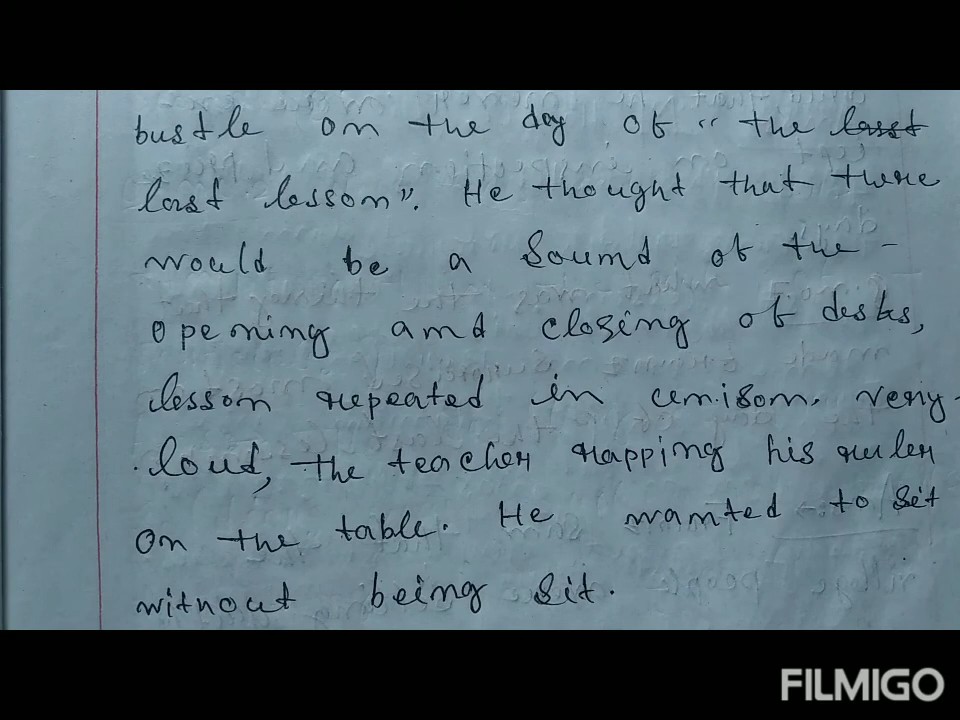 bustle on the day of "the last
last lesson". He thought that there
would be a sound of the -
opening and closing of desks,
lesson repeated in unison, very
loud, the teacher rapping his ruler
on the table. He wanted to sit
without being sit.
FILMIGO